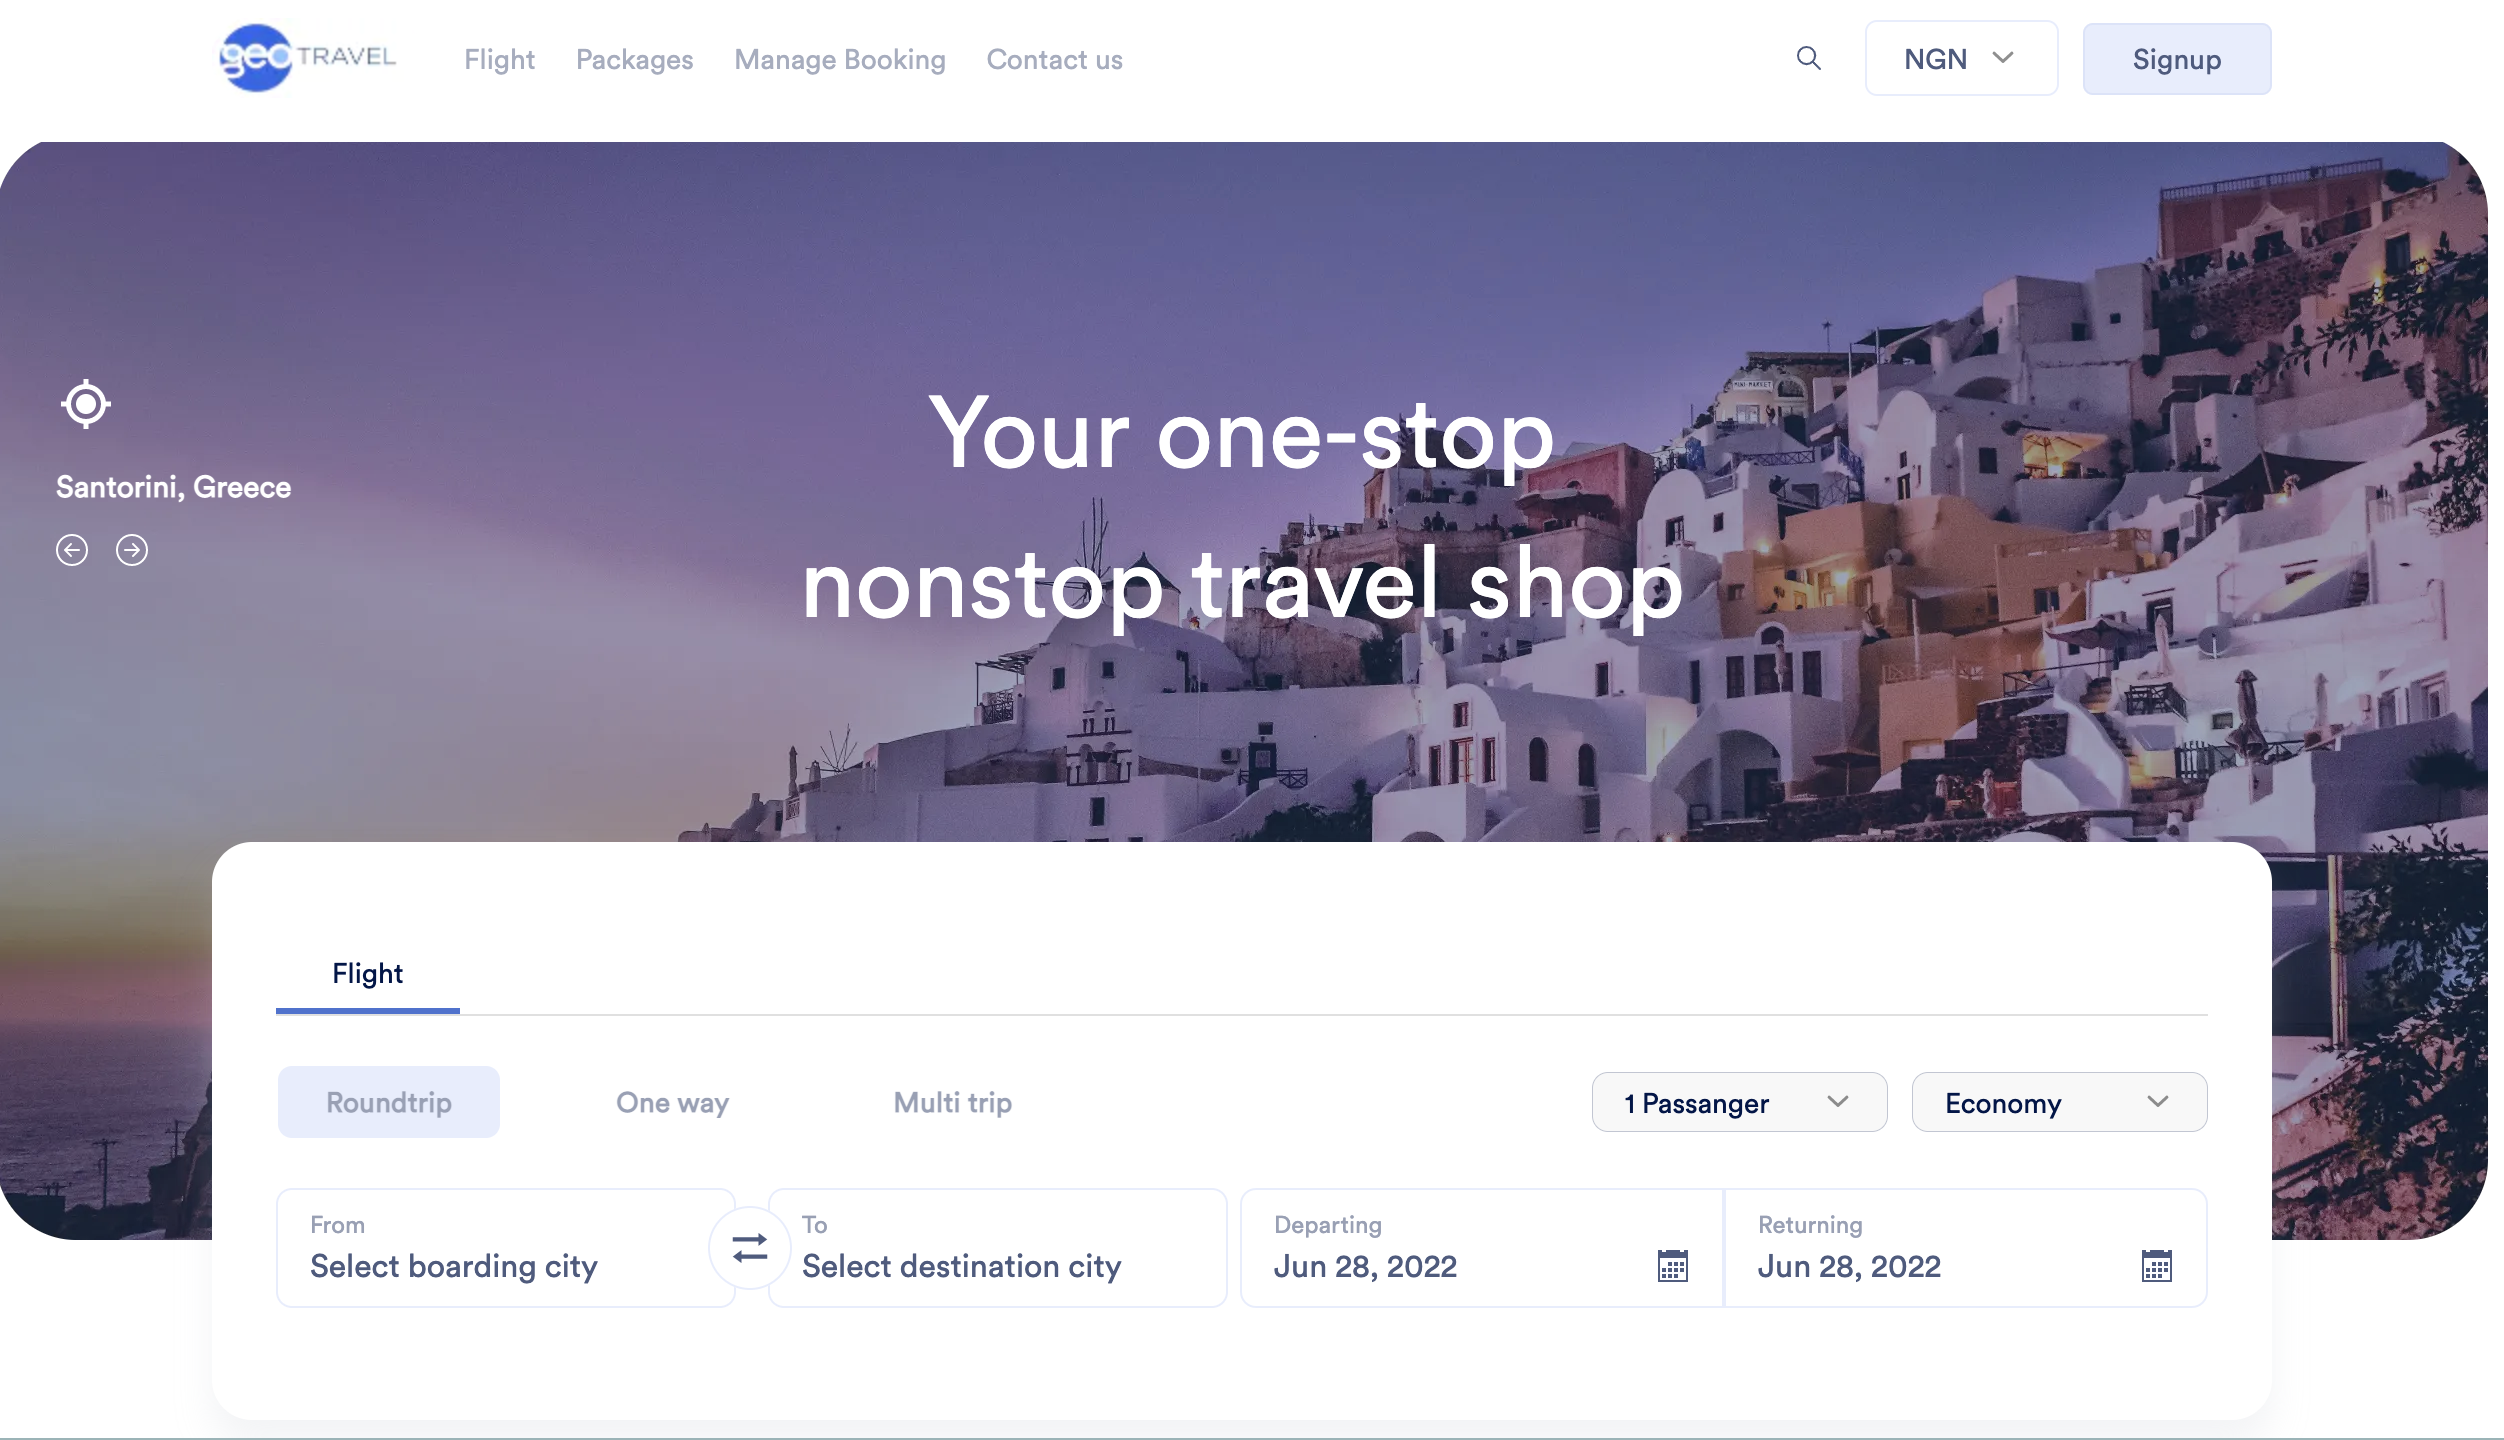 geo TRAVEL
Flight Packages Manage Booking Contact us
NGN
Signup
Your one-stop
nonstop travel shop
Santorini, Greece
MINI MARKET
Flight
Roundtrip One way Multi trip
1 Passanger
Economy
From
Select boarding city
To
Select destination city
Departing
Jun 28, 2022
Returning
Jun 28, 2022